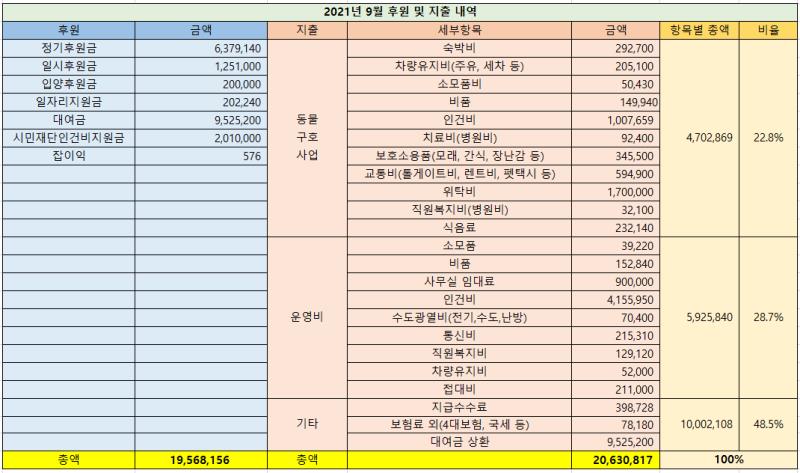 2021년 9월 후원 및 지출 내역
후원 금액 지출 세부항목 금액 항목별 총액 비율
정기후원금 6,379,140 숙박비 292,700
일시후원금 1,251,000 차량유지비(주유, 세차 등) 205,100
입양후원금 200,000 소모품비 50,430
일자리지원금 202,240 비품 149,940
대여금 9,525,200 동물 인건비 1,007,659
시민재단인건비지원금 2,010,000 구호 치료비(병원비) 92,400 4,702,869 22.8%
잡이익 576 사업 보호소용품(모래, 간식, 장난감 등) 345,500
교통비(톨게이트비, 렌트비, 펫택시 등) 594,900
위탁비 1,700,000
직원복지비(병원비) 32,100
식음료 232,140
소모품 39,220
비품 152,840
사무실 임대료 900,000
인건비 4,155,950
운영비 수도광열비(전기,수도,난방) 70,400 5,925,840 28.7%
통신비 215,310
직원복지비 129,120
차량유지비 52,000
접대비 211,000
지급수수료 398,728
기타 보험료 외(4대보험, 국세 등) 78,180 10,002,108 48.5%
대여금 상환 9,525,200
총액 19,568,156 총액 20,630,817 100%